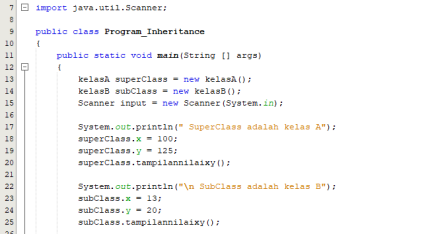 7 import java.util.Scanner;
8
9 public class Program_Inheritance
10 {
11 public static void main(String [] args)
12 {
13 kelasA superClass = new kelasA();
14 kelasB subClass = new kelasB();
15 Scanner input = new Scanner(System.in);
16
17 System.out.println(" SuperClass adalah kelas A");
18 superClass.x = 100;
19 superClass.y = 125;
20 superClass.tampilannilaixy();
21
22 System.out.println("\n SubClass adalah kelas B");
23 subClass.x = 13;
24 subClass.y = 20;
25 subClass.tampilannilaixy();